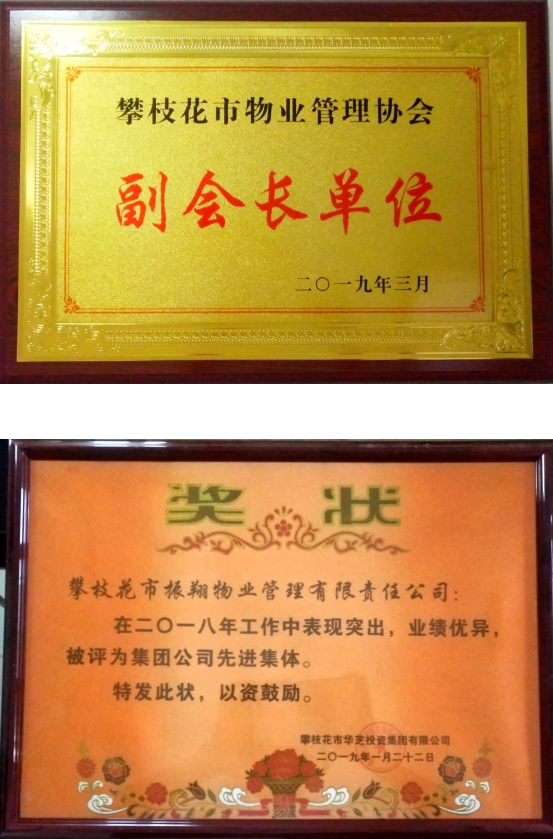 攀枝花市物业管理协会
副会长单位
二〇一九年三月
奖 状
攀枝花市振翔物业管理有限责任公司：
在二〇一八年工作中表现突出，业绩优异，
被评为集团公司先进集体。
特发此状，以资鼓励。
攀枝花市华芝投资集团有限公司
二〇一九年一月二十二日